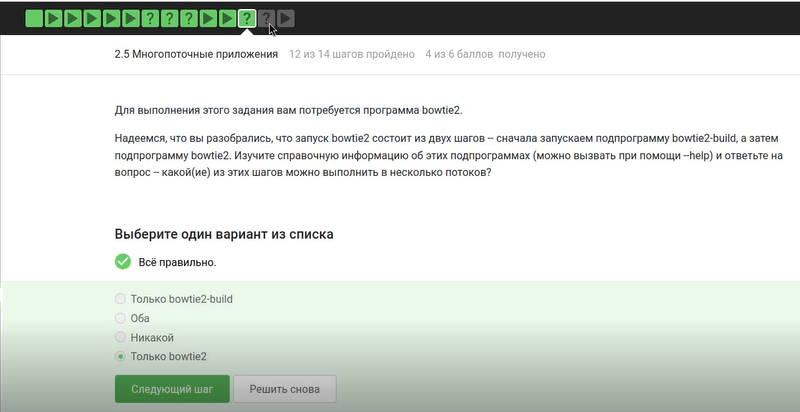 ? ? ? ? ?
2.5 Многопоточные приложения 12 из 14 шагов пройдено 4 из 6 баллов получено
Для выполнения этого задания вам потребуется программа bowtie2.
Надеемся, что вы разобрались, что запуск bowtie2 состоит из двух шагов -- сначала запускаем подпрограмму bowtie2-build, а затем
подпрограмму bowtie2. Изучите справочную информацию об этих подпрограммах (можно вызвать при помощи --help) и ответьте на
вопрос -- какой(ие) из этих шагов можно выполнить в несколько потоков?
Выберите один вариант из списка
Всё правильно.
Только bowtie2-build
Оба
Никакой
Только bowtie2
Следующий шаг Решить снова